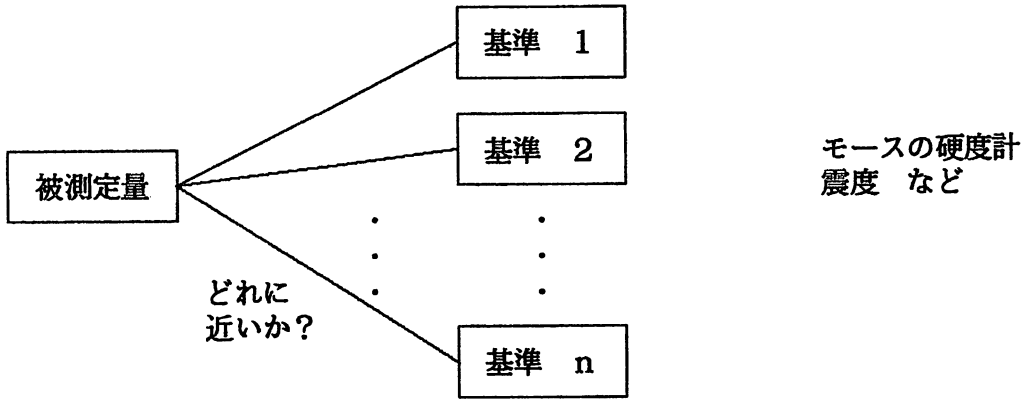 基準 1
基準 2
被測定量
モースの硬度計
震度 など
どれに
近いか？
基準 n